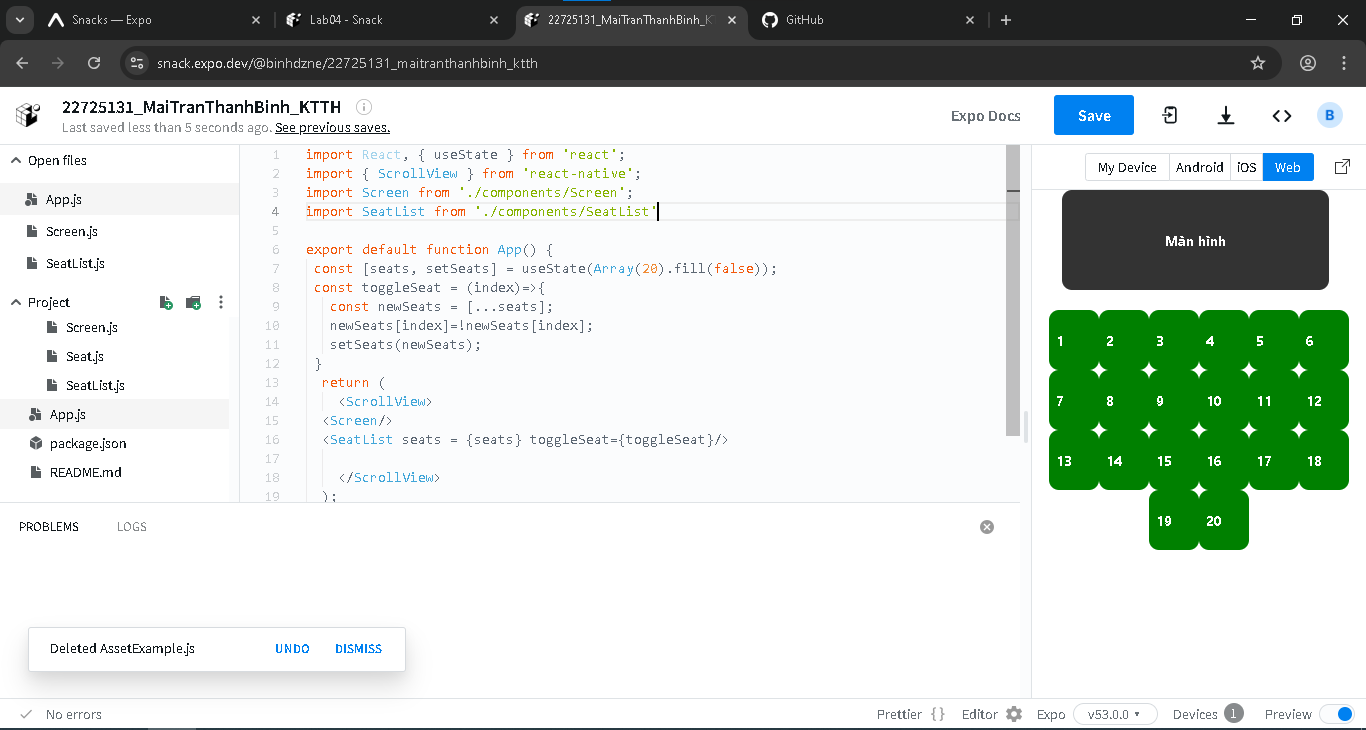 Snacks — Expo
Lab04 - Snack
22725131_MaiTranThanhBinh_KT
GitHub
snack.expo.dev/@binhdzne/22725131_maitranthanhbinh_ktth
22725131_MaiTranThanhBinh_KTTH
Last saved less than 5 seconds ago. See previous saves.
Expo Docs
Save
B
Open files
App.js
Screen.js
SeatList.js
Project
Screen.js
Seat.js
SeatList.js
App.js
package.json
README.md
1 import React, { useState } from 'react';
2 import { ScrollView } from 'react-native';
3 import Screen from './components/Screen';
4 import SeatList from './components/SeatList'
5
6 export default function App() {
7 const [seats, setSeats] = useState(Array(20).fill(false));
8 const toggleSeat = (index)=>{
9 const newSeats = [...seats];
10 newSeats[index]=!newSeats[index];
11 setSeats(newSeats);
12 }
13 return (
14 <ScrollView>
15 <Screen/>
16 <SeatList seats = {seats} toggleSeat={toggleSeat}/>
17
18 </ScrollView>
19 );
My Device Android iOS Web
Màn hình
1 2 3 4 5 6
7 8 9 10 11 12
13 14 15 16 17 18
19 20
PROBLEMS LOGS
Deleted AssetExample.js UNDO DISMISS
No errors
Prettier {} Editor Expo v53.0.0 Devices 1 Preview